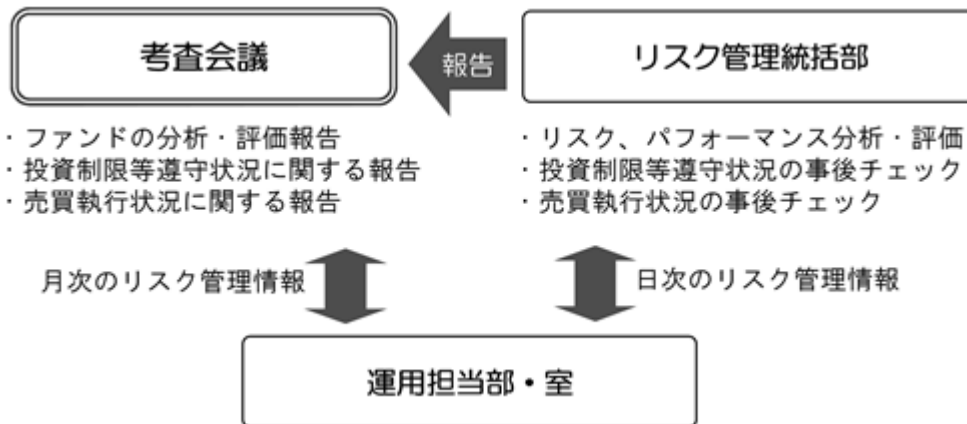 考査会議
報告
リスク管理統括部
・ファンドの分析・評価報告
・投資制限等遵守状況に関する報告
・売買執行状況に関する報告
・リスク、パフォーマンス分析・評価
・投資制限等遵守状況の事後チェック
・売買執行状況の事後チェック
月次のリスク管理情報
日次のリスク管理情報
運用担当部・室